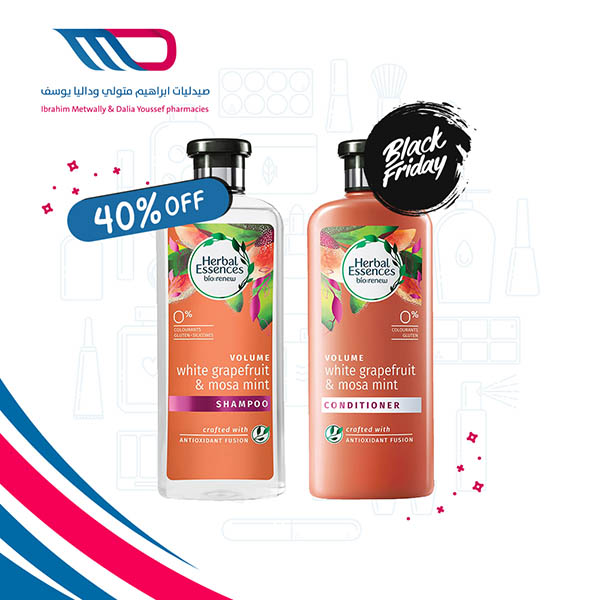 صيدليات ابراهيم متولي وداليا يوسف
Ibrahim Metwally & Dalia Youssef pharmacies
40% OFF
Black
Friday
Herbal
Essences
bio:renew
0%
COLOURANTS
GLUTEN • SILICONES
VOLUME
white grapefruit
& mosa mint
SHAMPOO
crafted with
ANTIOXIDANT FUSION
Herbal
Essences
bio:renew
0%
COLOURANTS
GLUTEN
VOLUME
white grapefruit
& mosa mint
CONDITIONER
crafted with
ANTIOXIDANT FUSION